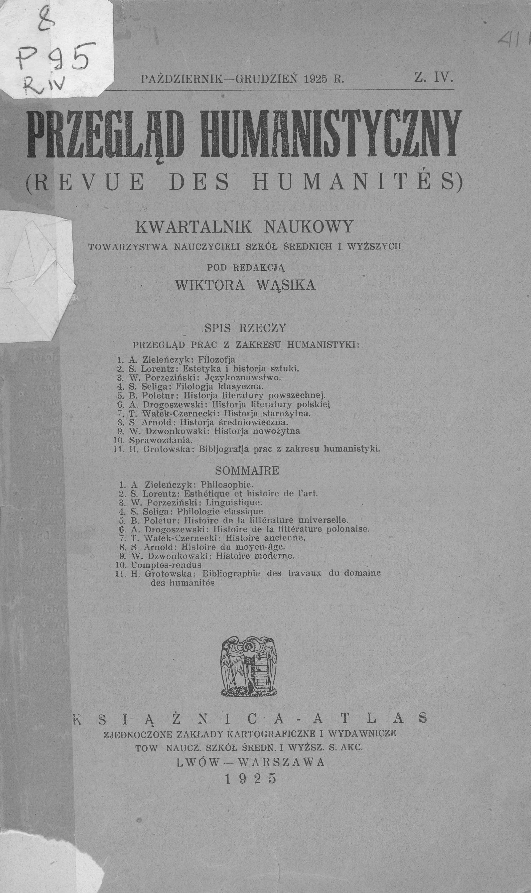 8
P 95
R IV
411
PAŹDZIERNIK—GRUDZIEŃ 1925 R. Z. IV.
PRZEGLĄD HUMANISTYCZNY
(REVUE DES HUMANITÉS)
KWARTALNIK NAUKOWY
TOWARZYSTWA NAUCZYCIELI SZKÓŁ ŚREDNICH I WYŻSZYCH
POD REDAKCJĄ
WIKTORA WĄSIKA
SPIS RZECZY
PRZEGLĄD PRAC Z ZAKRESU HUMANISTYKI:
1. A. Zieleńczyk: Filozofja
2. S. Lorentz: Estetyka i historja sztuki.
3. W. Porzeziński: Językoznawstwo.
4. S. Seliga: Filologja klasyczna.
5. B. Poletur: Historja literatury powszechnej.
6. A. Drogoszewski: Historja literatury polskiej
7. T. Wałek-Czernecki: Historja starożytna.
8. S. Arnold: Historja średniowieczna.
9. W. Dzwonkowski: Historja nowożytna
10. Sprawozdania.
11. H. Grotowska: Bibljografja prac z zakresu humanistyki.
SOMMAIRE
1. A Zieleńczyk: Philosophie.
2. S. Lorentz: Esthétique et histoire de l'art.
3. W. Porzeziński: Linguistique.
4. S. Seliga: Philologie classique.
5. B. Poletur: Histoire de la littérature universelle.
6. A. Drogoszewski: Histoire de la littérature polonaise.
7. T. Wałek-Czernecki: Histoire ancienne.
8. S. Arnold: Histoire du moyen-âge.
9. W. Dzwonkowski: Histoire moderne.
10. Comptes-rendus
11. H. Grotowska: Bibliographie des travaux du domaine
des humanités
KSIĄŻNICA-ATLAS
ZJEDNOCZONE ZAKŁADY KARTOGRAFICZNE I WYDAWNICZE
TOW NAUCZ. SZKÓŁ ŚREDN. I WYŻSZ. S. AKC.
LWÓW—WARSZAWA
1925